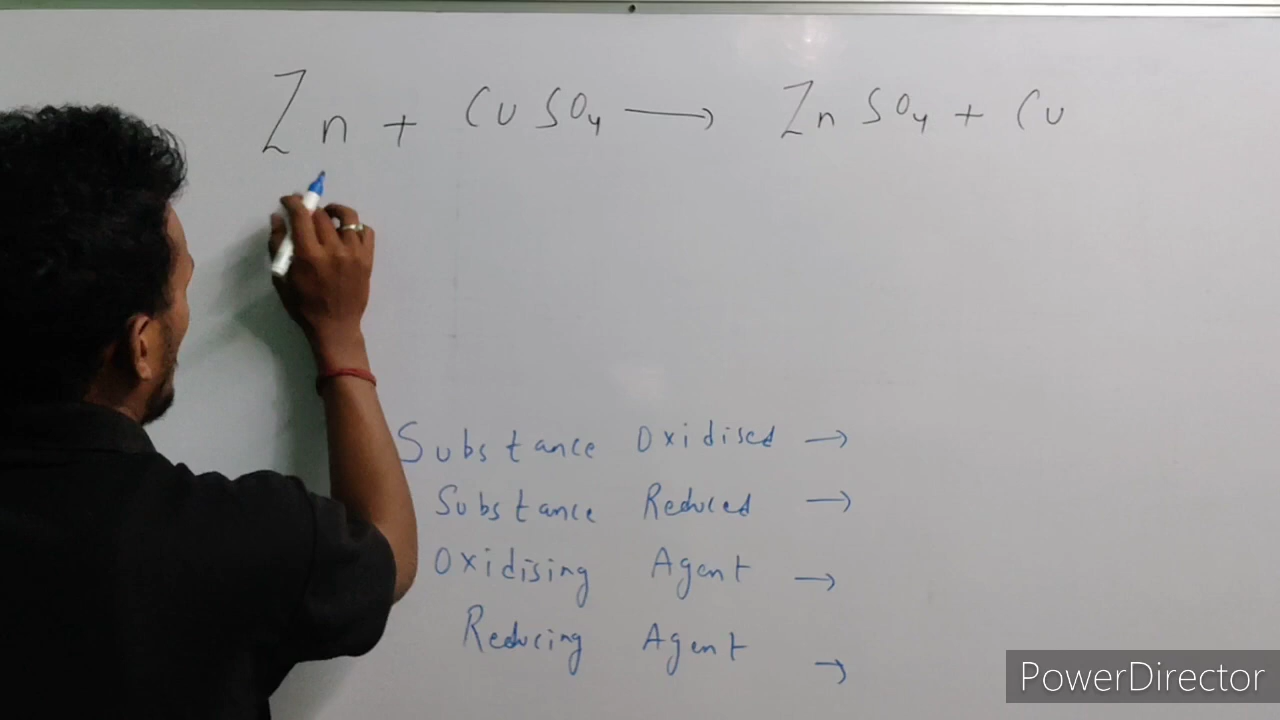 Zn + CuSO₄ → ZnSO₄ + Cu
Substance Oxidised →
Substance Reduced →
Oxidising Agent →
Reducing Agent →
PowerDirector